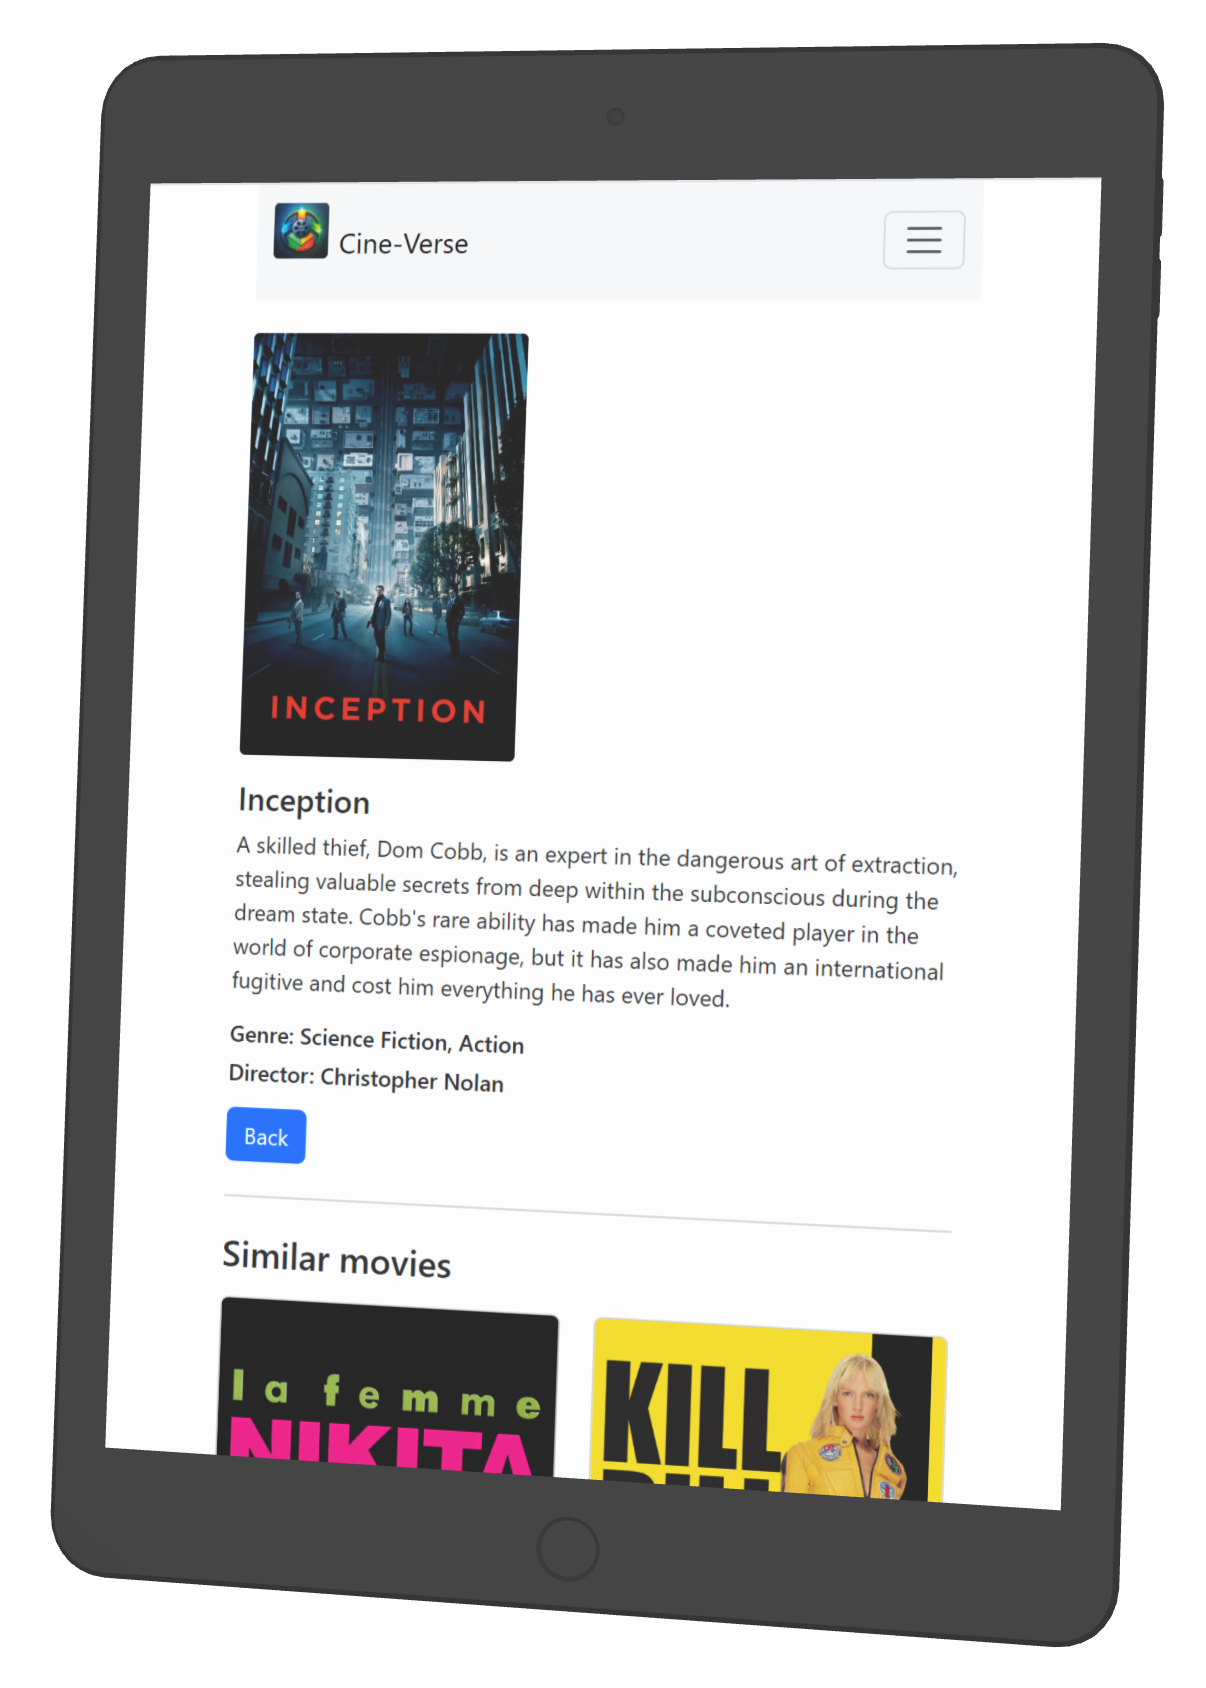 Cine-Verse
INCEPTION
Inception
A skilled thief, Dom Cobb, is an expert in the dangerous art of extraction,
stealing valuable secrets from deep within the subconscious during the
dream state. Cobb's rare ability has made him a coveted player in the
world of corporate espionage, but it has also made him an international
fugitive and cost him everything he has ever loved.
Genre: Science Fiction, Action
Director: Christopher Nolan
Back
Similar movies
la femme
NIKITA
KILL
BILL